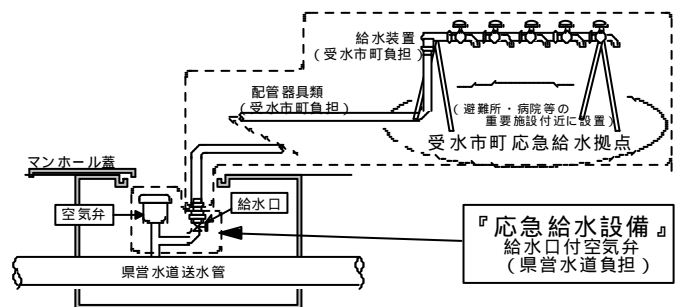 給水装置
(受水市町負担)
配管器具類
(受水市町負担)
(避難所・病院等の
重要施設付近に設置)
受水市町応急給水拠点
マンホール蓋
空気弁
給水口
『応急給水設備』
給水口付空気弁
(県営水道負担)
県営水道送水管